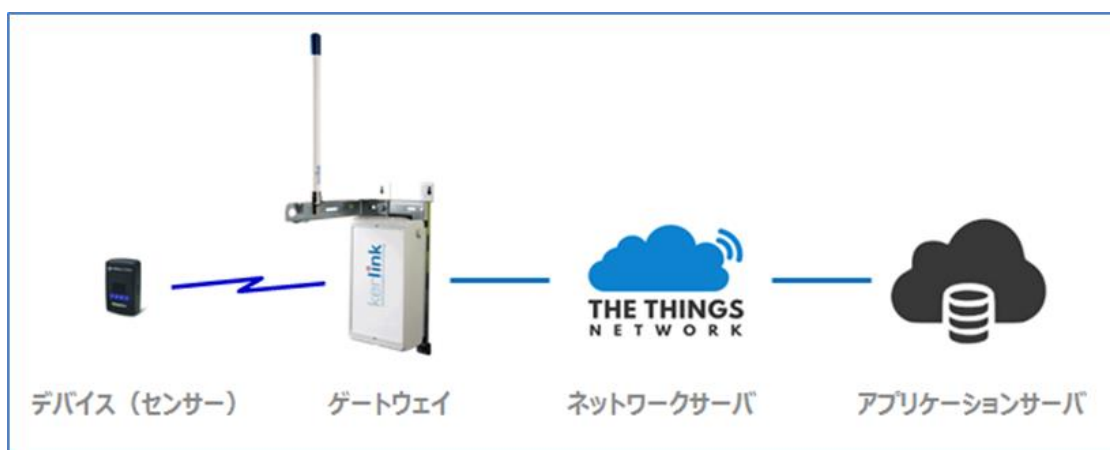 kerlink
THE THINGS
NETWORK
デバイス（センサー）
ゲートウェイ
ネットワークサーバ
アプリケーションサーバ